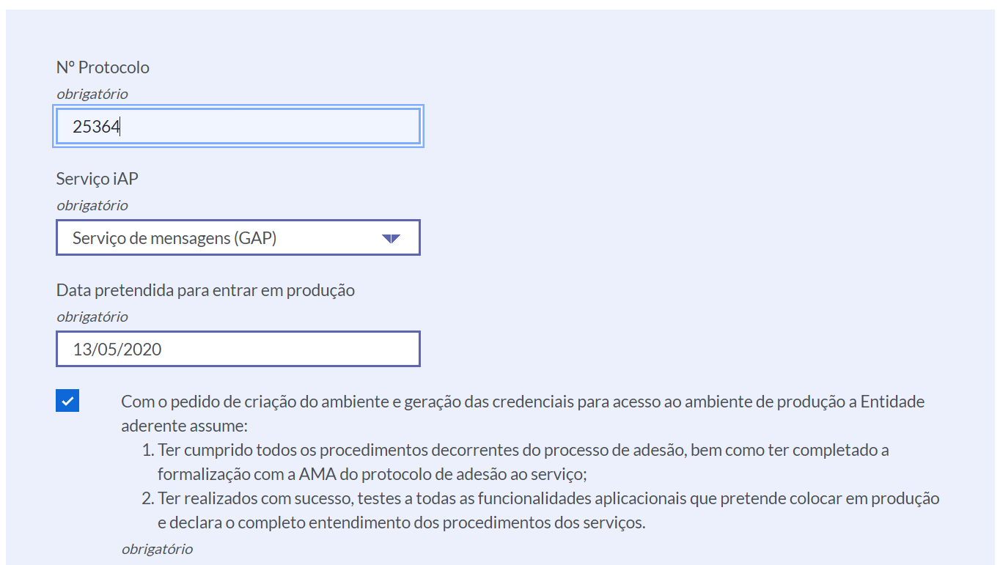 Nº Protocolo
obrigatório
25364
Serviço iAP
obrigatório
Serviço de mensagens (GAP)
Data pretendida para entrar em produção
obrigatório
13/05/2020
Com o pedido de criação do ambiente e geração das credenciais para acesso ao ambiente de produção a Entidade
aderente assume:
1. Ter cumprido todos os procedimentos decorrentes do processo de adesão, bem como ter completado a
formalização com a AMA do protocolo de adesão ao serviço;
2. Ter realizados com sucesso, testes a todas as funcionalidades aplicacionais que pretende colocar em produção
e declara o completo entendimento dos procedimentos dos serviços.
obrigatório